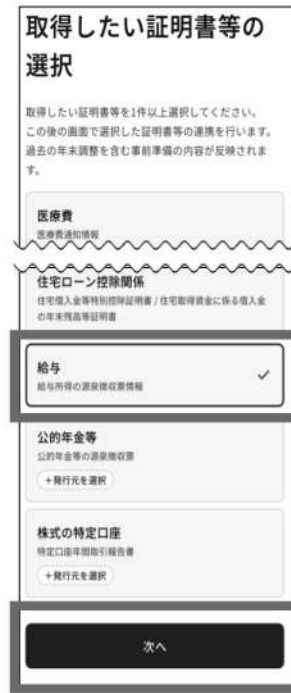 取得したい証明書等の
選択
取得したい証明書等を1件以上選択してください。
この後の画面で選択した証明書等の連携を行います。
過去の年末調整を含む事前準備の内容が反映されま
す。
医療費
医療費通知情報
住宅ローン控除関係
住宅借入金等特別控除証明書 / 住宅取得資金に係る借入金
の年末残高等証明書
給与
給与所得の源泉徴収票情報
公的年金等
公的年金等の源泉徴収票
+発行元を選択
株式の特定口座
特定口座年間取引報告書
+発行元を選択
次へ